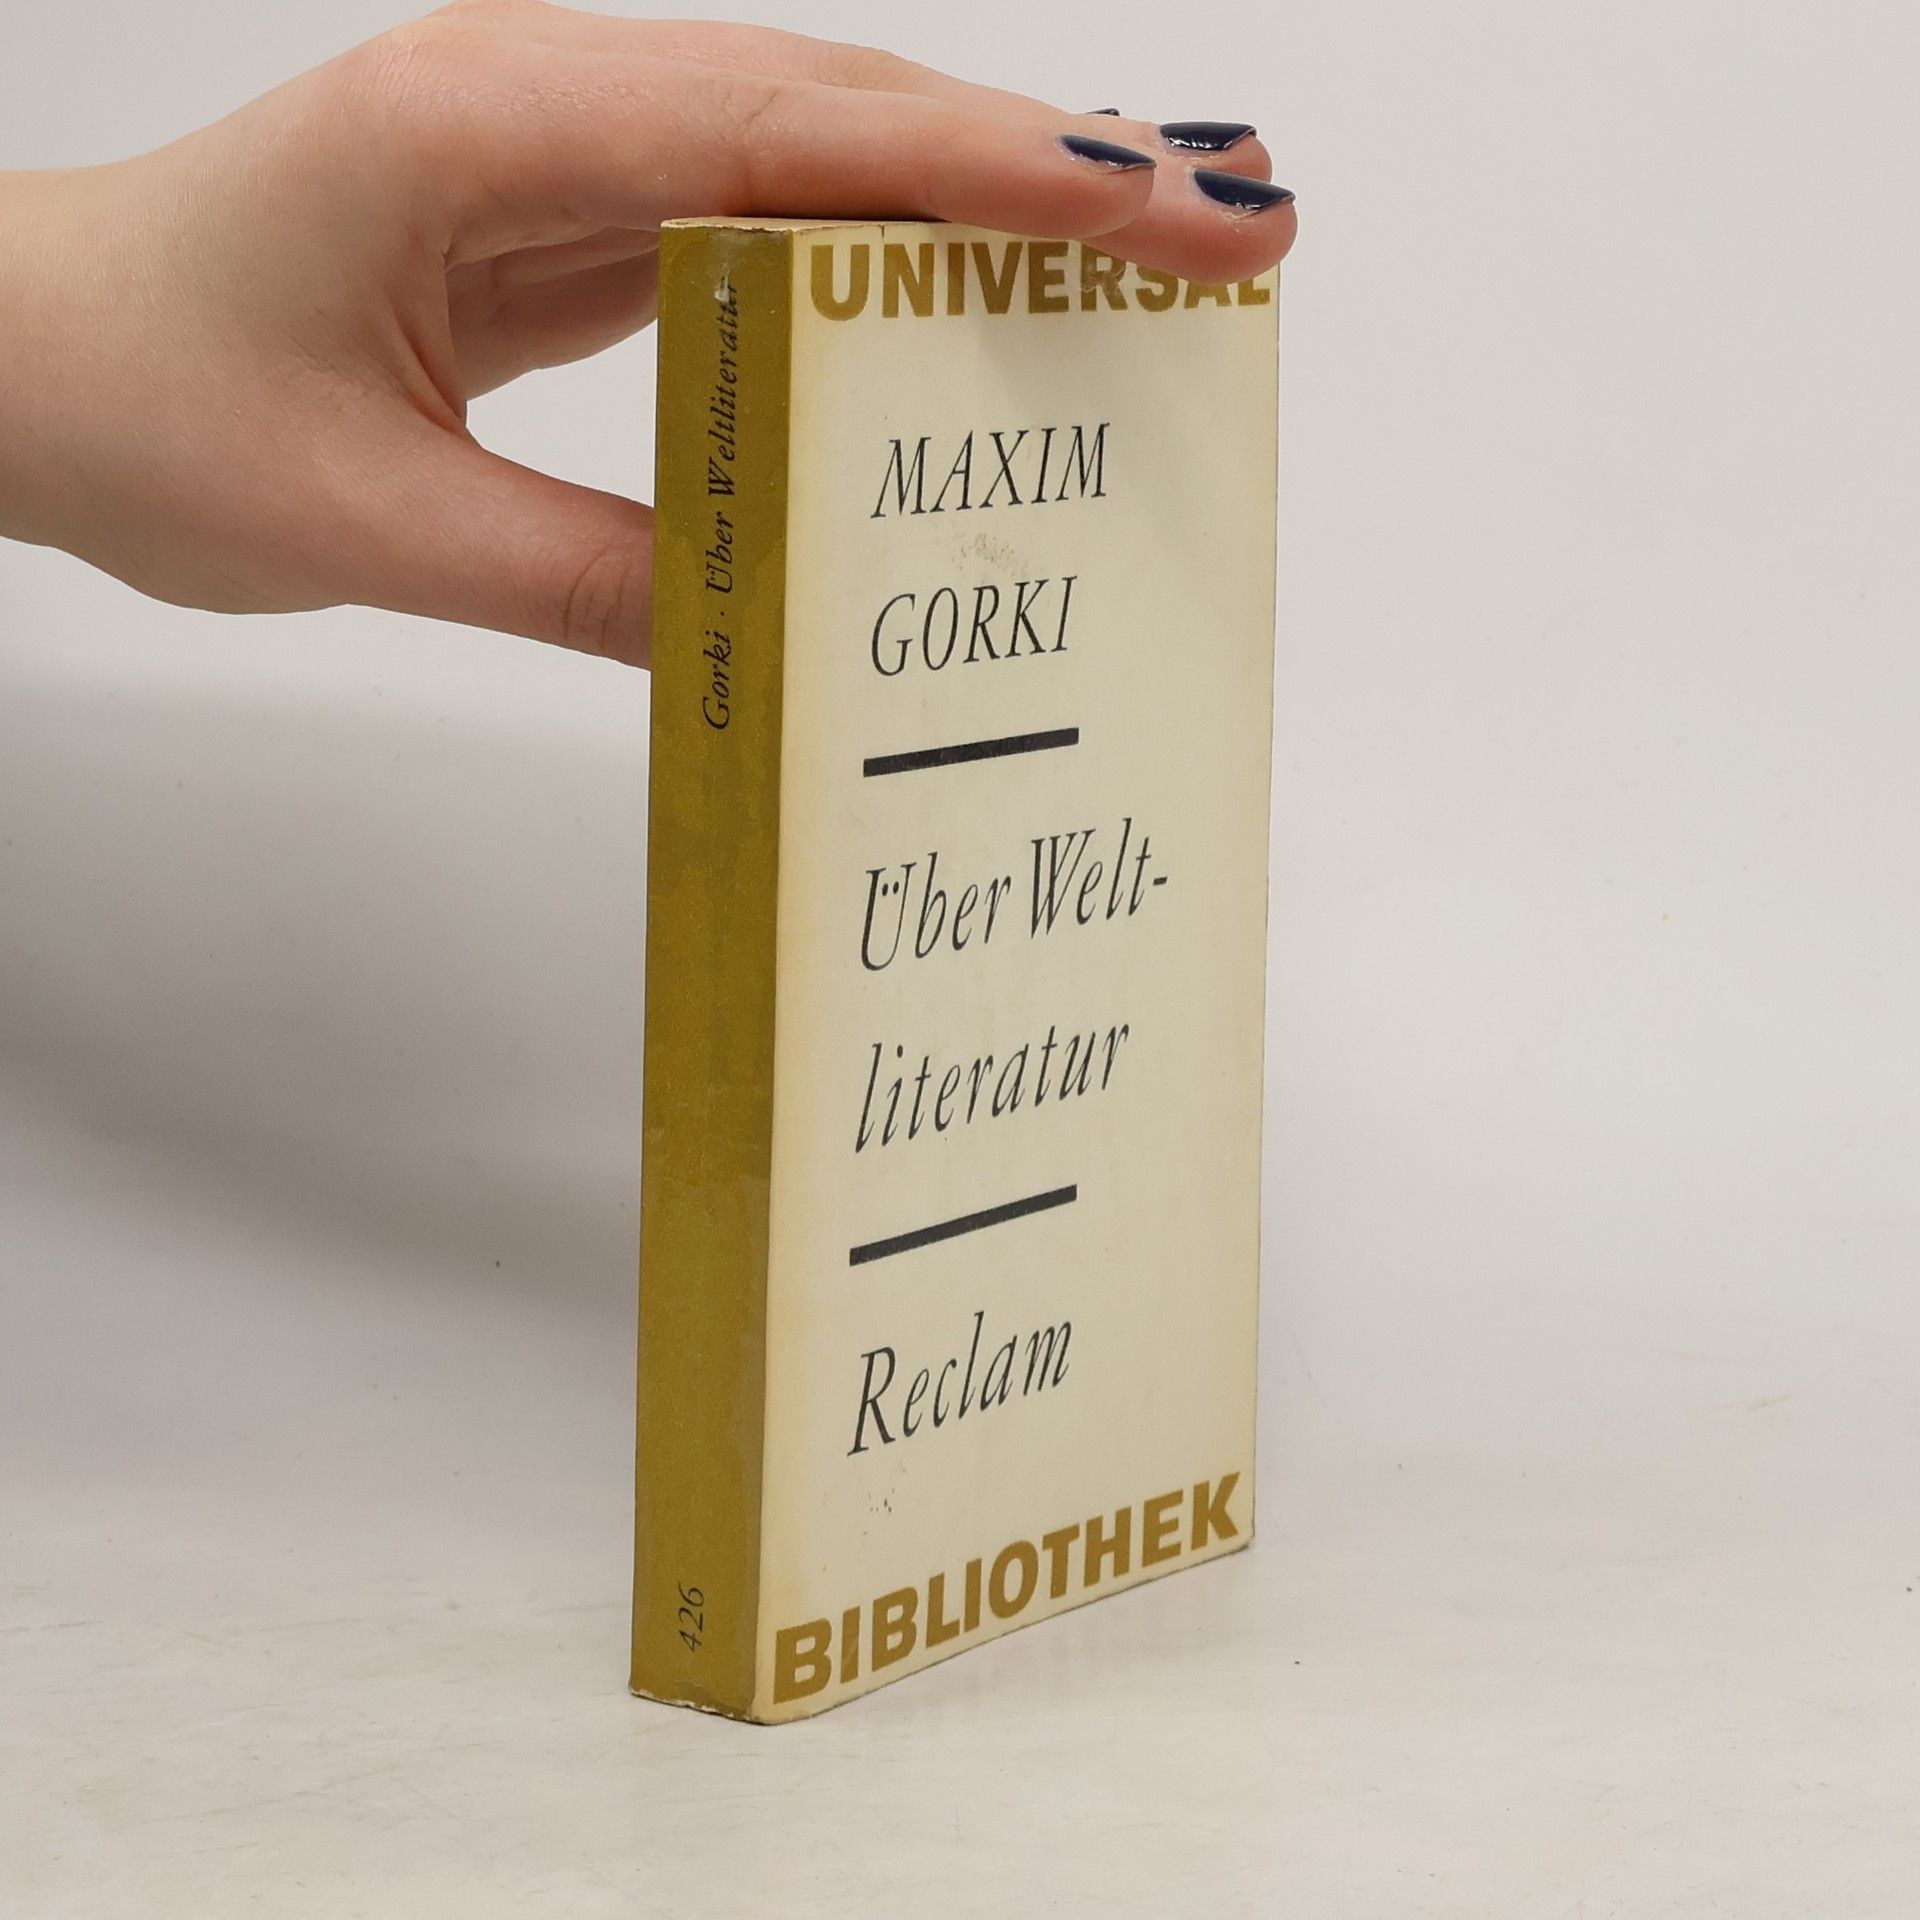 UNIVERSAL
MAXIM
GORKI
Über Welt-
literatur
Reclam
BIBLIOTHEK
Gorki · Über Weltliteratur
426